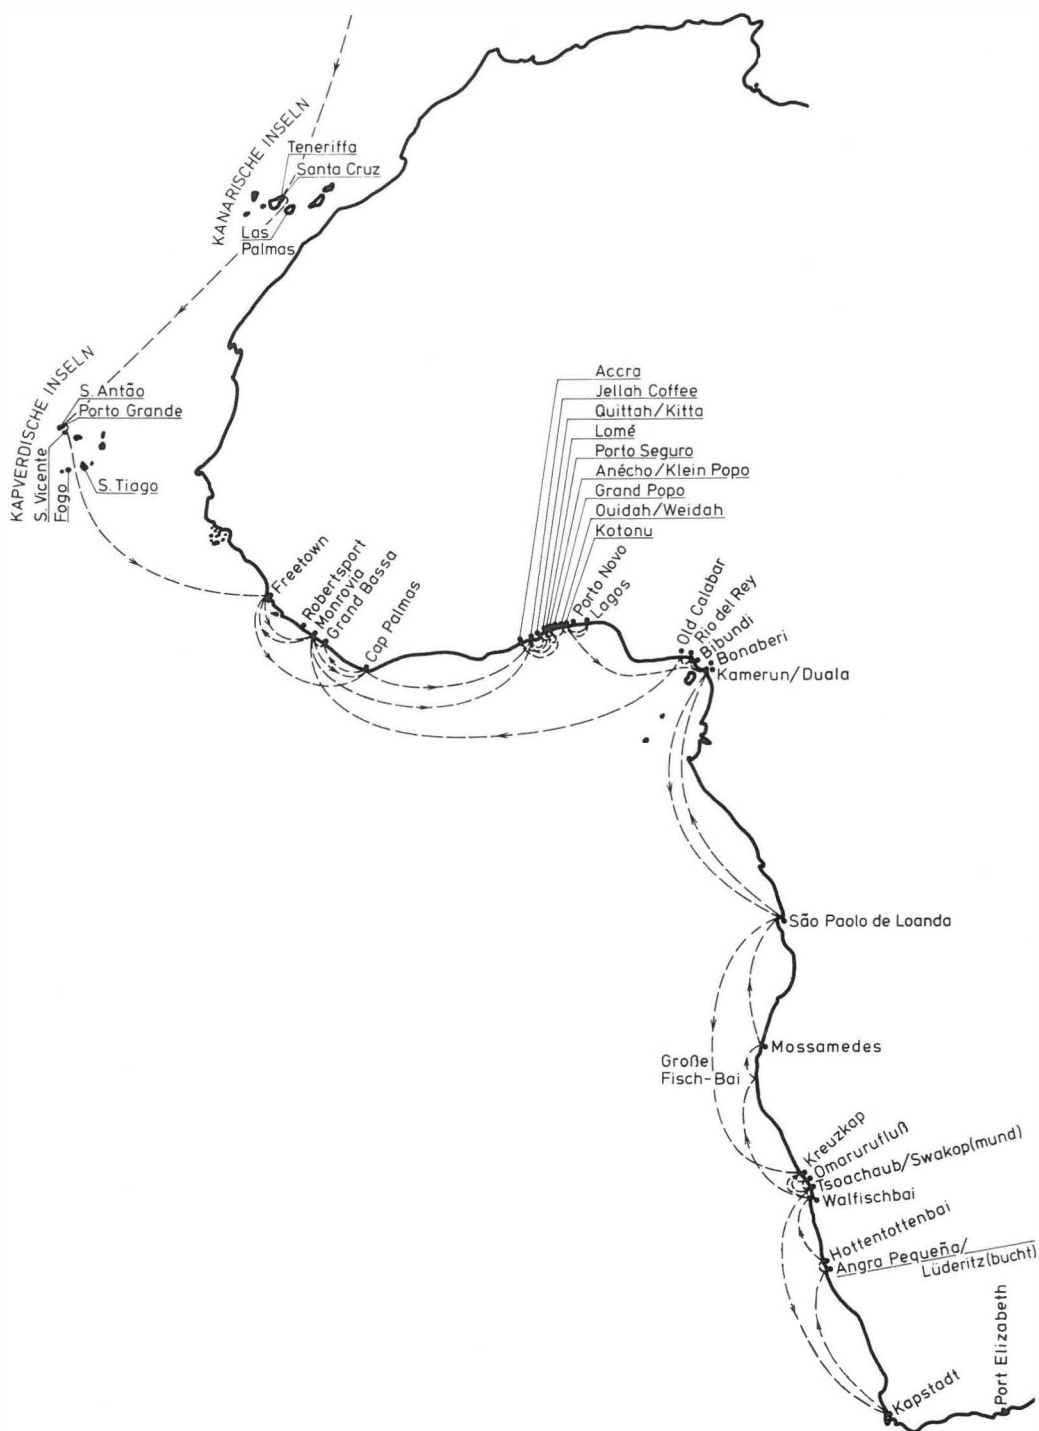 KANARISCHE INSELN
Teneriffa
Santa Cruz
Las
Palmas
KAPVERDISCHE INSELN
S. Antão
Porto Grande
S. Vicente
Fogo
S. Tiago
Accra
Jellah Coffee
Quittah/Kitta
Lomé
Porto Seguro
Anécho/Klein Popo
Grand Popo
Ouidah/Weidah
Kotonu
Porto Novo
Lagos
Freetown
Robertsport
Monrovia
Grand Bassa
Cap Palmas
Old Calabar
Rio del Rey
Bibundi
Bonaberi
Kamerun/Duala
São Paolo de Loanda
Mossamedes
Große
Fisch-Bai
Kreuzkap
Omarurufluß
Tsoachaub/Swakop(mund)
Walfischbai
Hottentottenbai
Angra Pequeña/
Lüderitz(bucht)
Kapstadt
Port Elizabeth